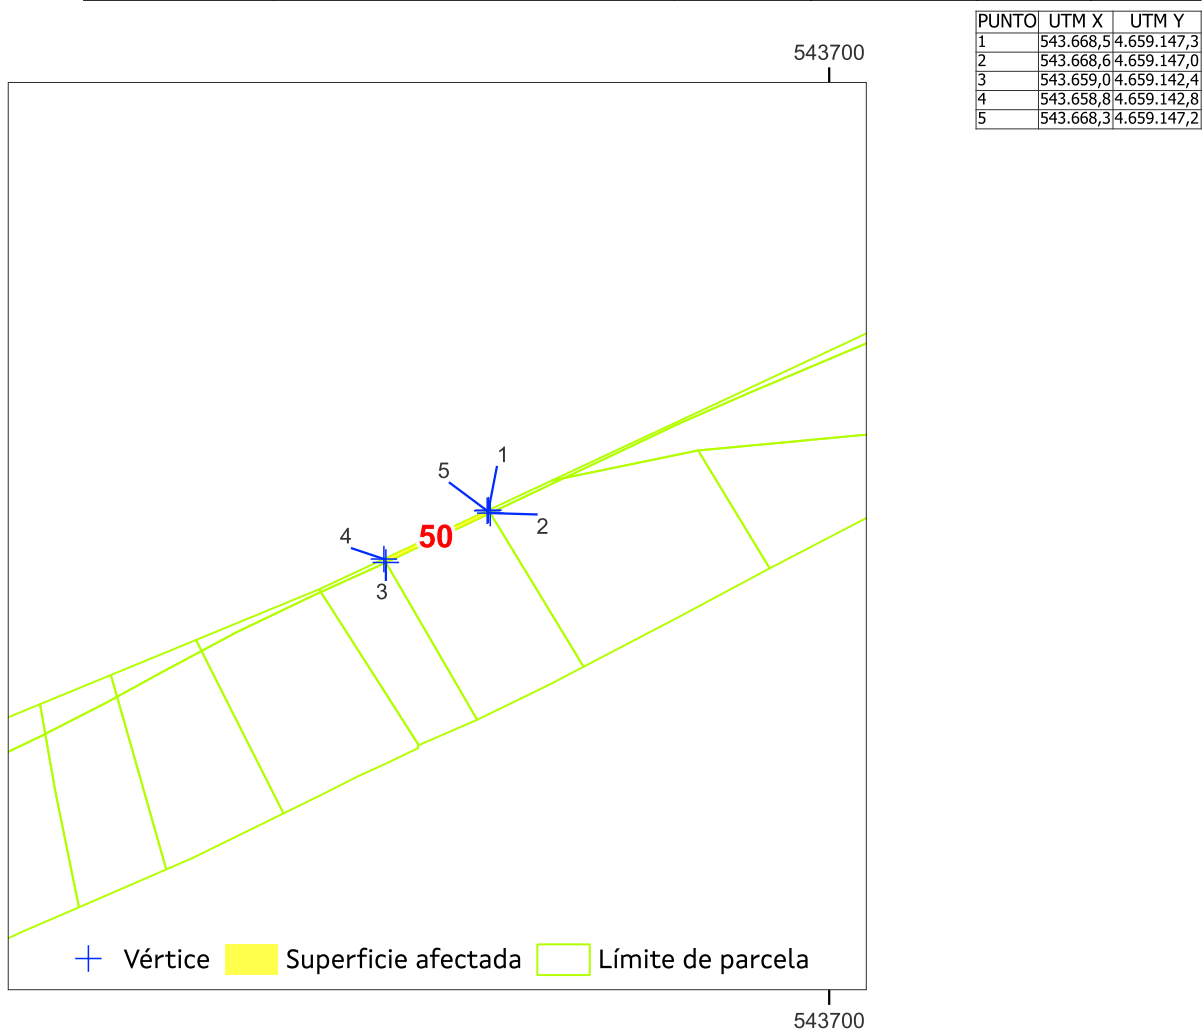 PUNTO UTM X UTM Y
1 543.668,5 4.659.147,3
2 543.668,6 4.659.147,0
3 543.659,0 4.659.142,4
4 543.658,8 4.659.142,8
5 543.668,3 4.659.147,2
543700
1
5
2
4
50
3
Vértice Superficie afectada Límite de parcela
543700